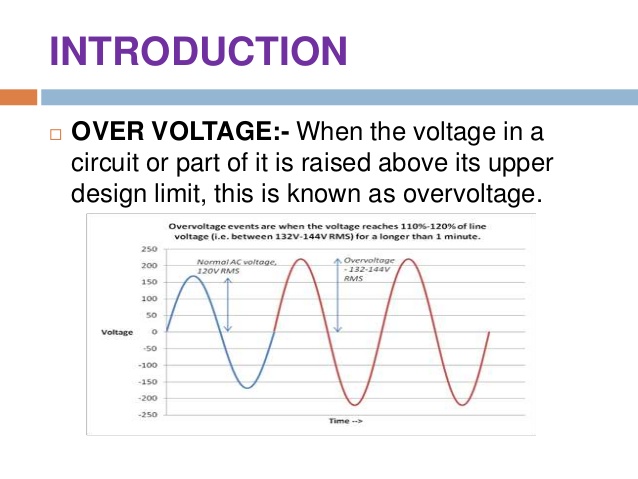 INTRODUCTION
OVER VOLTAGE:- When the voltage in a
circuit or part of it is raised above its upper
design limit, this is known as overvoltage.
Overvoltage events are when the voltage reaches 110%-120% of line
voltage (i.e. between 132V-144V RMS) for a longer than 1 minute.
250
200
150
100
50
0
-50
-100
-150
-200
-250
Voltage
Normal AC voltage,
120V RMS
Overvoltage
- 132-144V
RMS
Time -->